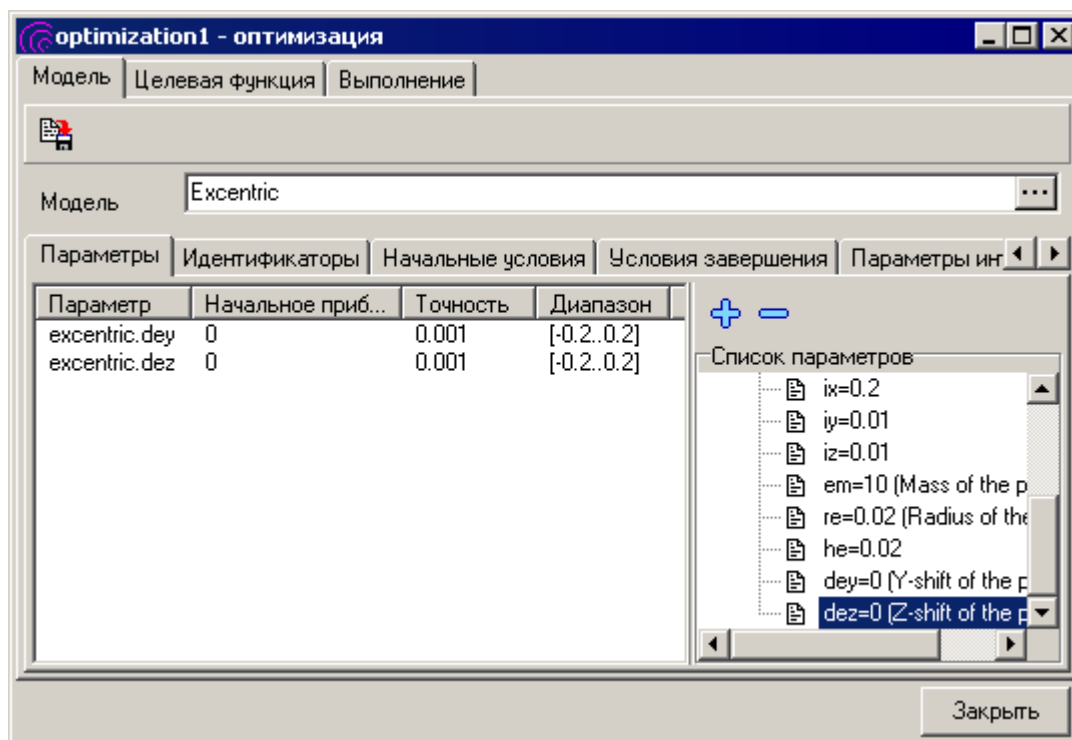 optimization1 - оптимизация
Модель Целевая функция Выполнение
Модель Excentric ...
Параметры Идентификаторы Начальные условия Условия завершения Параметры инт
Параметр Начальное приб... Точность Диапазон
excentric.dey 0 0.001 [-0.2..0.2]
excentric.dez 0 0.001 [-0.2..0.2]
Список параметров
ix=0.2
iy=0.01
iz=0.01
em=10 (Mass of the p
re=0.02 (Radius of the
he=0.02
dey=0 (Y-shift of the p
dez=0 (Z-shift of the p
Закрыть